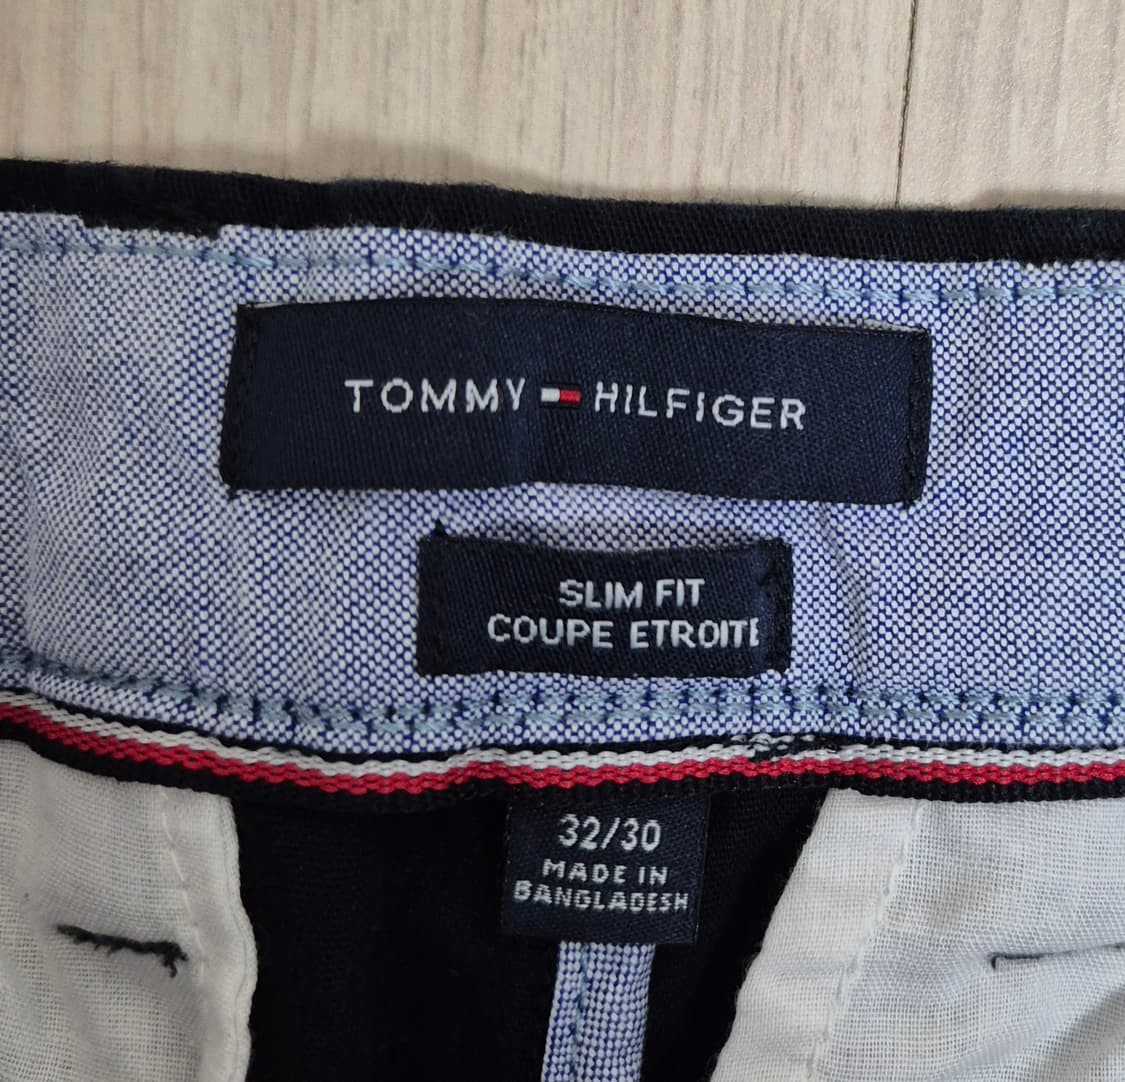 TOMMY HILFIGER
SLIM FIT
COUPE ETROITE
32/30
MADE IN
BANGLADESH